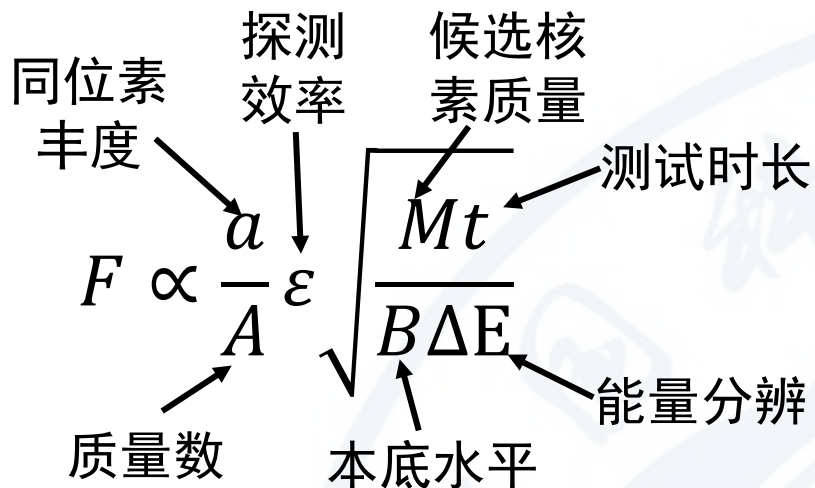 同位素
丰度
探测
效率
候选核
素质量
测试时长
F ∝ a/A ε √(Mt/BΔE)
能量分辨
质量数
本底水平